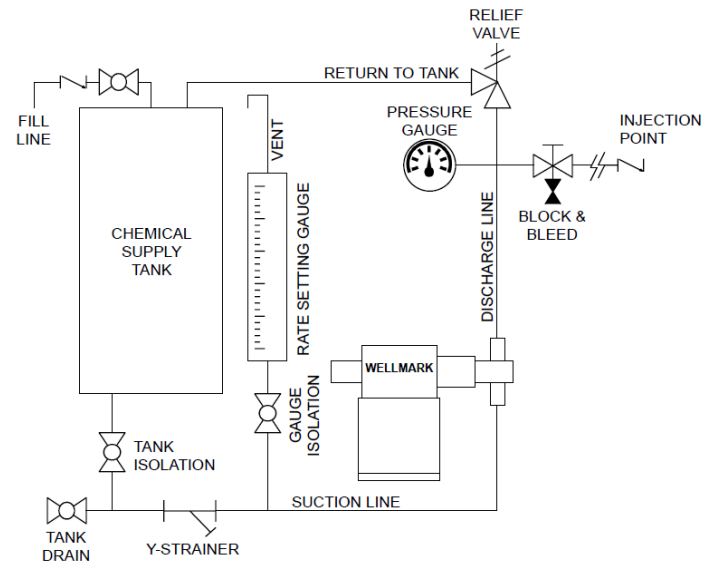 RELIEF
VALVE
RETURN TO TANK
FILL
LINE
PRESSURE
GAUGE
INJECTION
POINT
VENT
CHEMICAL
SUPPLY
TANK
RATE SETTING GAUGE
BLOCK &
BLEED
DISCHARGE LINE
WELLMARK
GAUGE
ISOLATION
TANK
ISOLATION
SUCTION LINE
TANK
DRAIN
Y-STRAINER